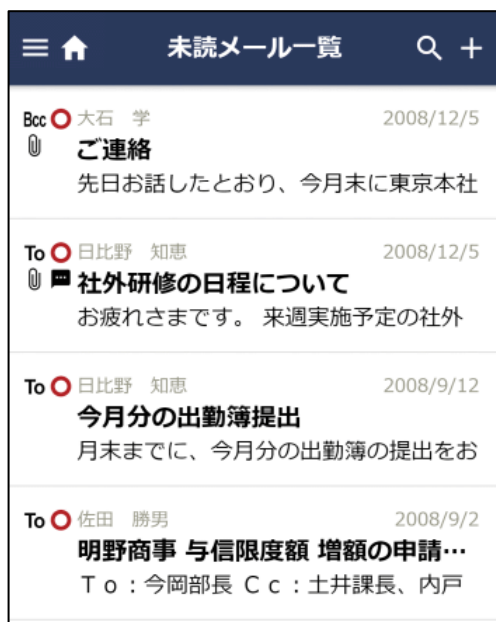 未読メール一覧
Bcc 大石　学 2008/12/5
ご連絡
先日お話したとおり、今月末に東京本社
To 日比野　知恵 2008/12/5
社外研修の日程について
お疲れさまです。 来週実施予定の社外
To 日比野　知恵 2008/9/12
今月分の出勤簿提出
月末までに、今月分の出勤簿の提出をお
To 佐田　勝男 2008/9/2
明野商事 与信限度額 増額の申請…
Ｔｏ：今岡部長 Ｃｃ：土井課長、内戸